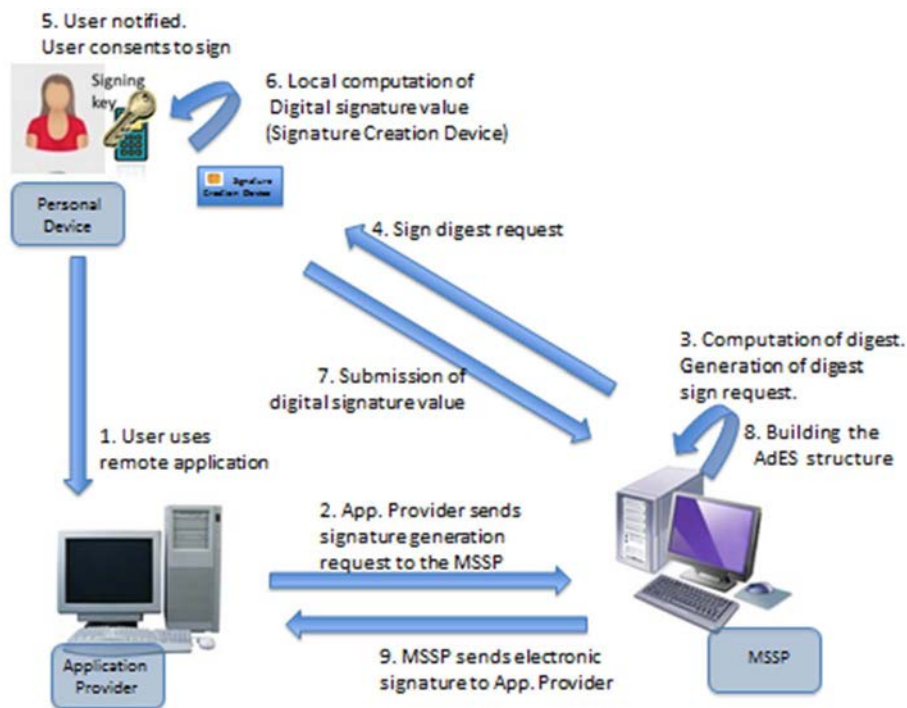 5. User notified.
User consents to sign
Signing
key
6. Local computation of
Digital signature value
(Signature Creation Device)
Signature
Creation Device
Personal
Device
4. Sign digest request
3. Computation of digest.
Generation of digest
sign request.
7. Submission of
digital signature value
8. Building the
AdES structure
1. User uses
remote application
2. App. Provider sends
signature generation
request to the MSSP
Application
Provider
9. MSSP sends electronic
signature to App. Provider
MSSP